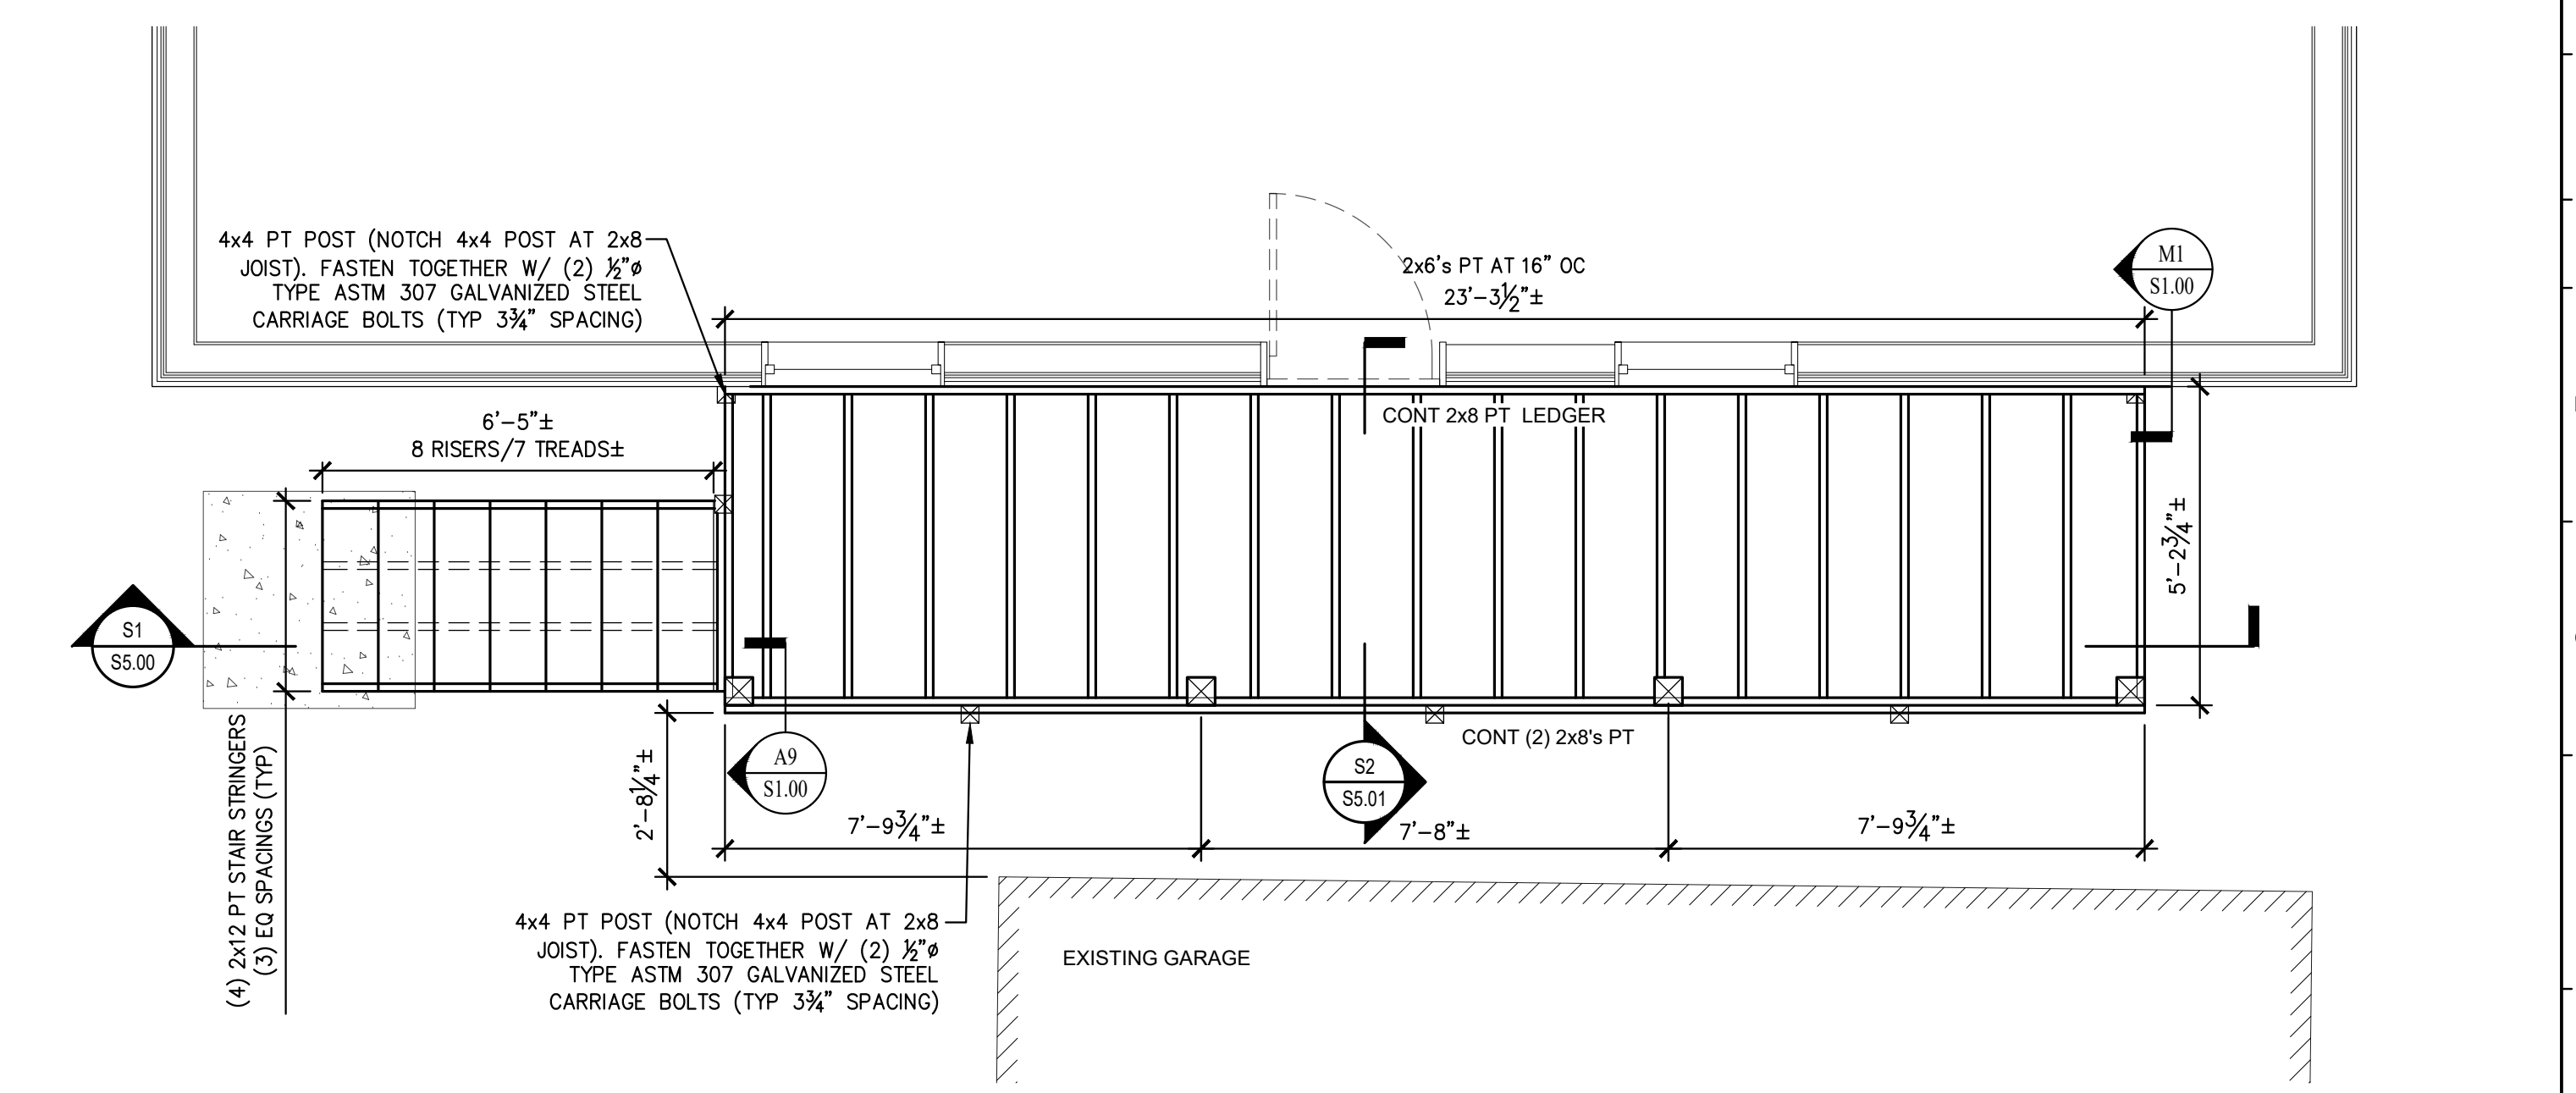 4x4 PT POST (NOTCH 4x4 POST AT 2x8
JOIST). FASTEN TOGETHER W/ (2) ½"ø
TYPE ASTM 307 GALVANIZED STEEL
CARRIAGE BOLTS (TYP 3¾" SPACING)
2x6's PT AT 16" OC
23'-3½"±
M1
S1.00
6'-5"±
8 RISERS/7 TREADS±
CONT 2x8 PT LEDGER
5'-2¾"±
S1
S5.00
(4) 2x12 PT STAIR STRINGERS
(3) EQ SPACINGS (TYP)
2'-8¼"±
A9
S1.00
CONT (2) 2x8's PT
S2
S5.01
7'-9¾"±
7'-8"±
7'-9¾"±
4x4 PT POST (NOTCH 4x4 POST AT 2x8
JOIST). FASTEN TOGETHER W/ (2) ½"ø
TYPE ASTM 307 GALVANIZED STEEL
CARRIAGE BOLTS (TYP 3¾" SPACING)
EXISTING GARAGE